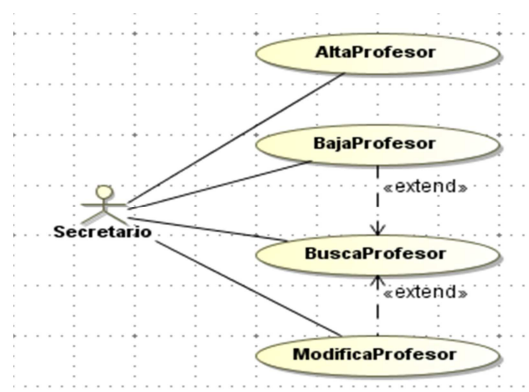 AltaProfesor
BajaProfesor
«extend»
Secretario
BuscaProfesor
«extend»
ModificaProfesor